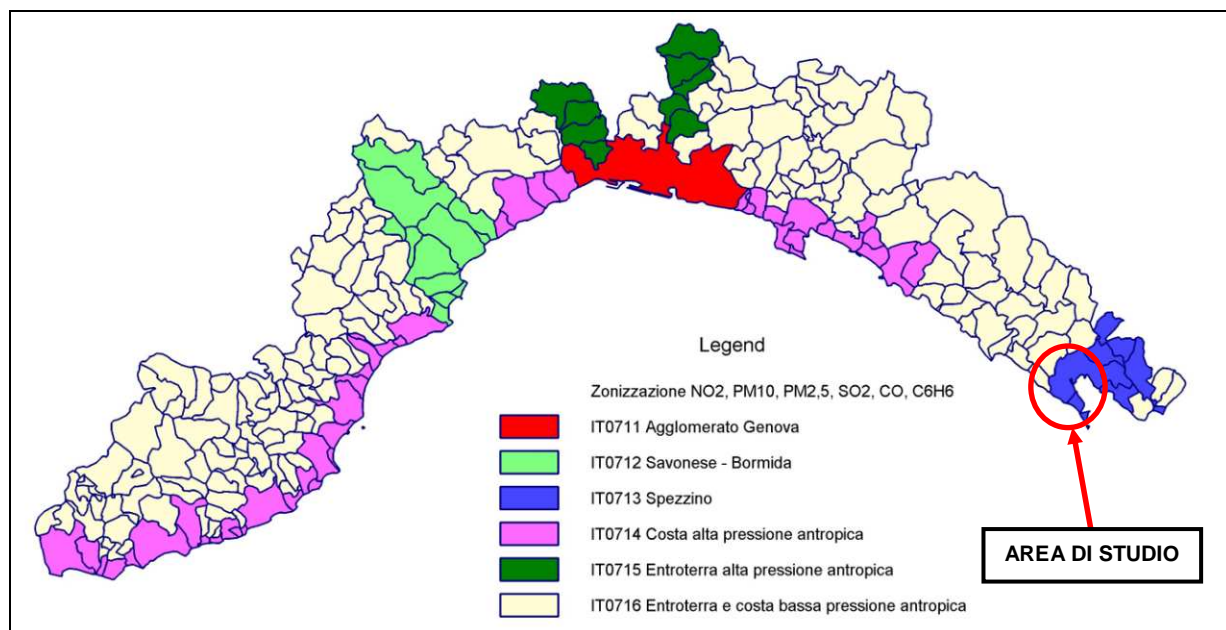 Legend
Zonizzazione NO2, PM10, PM2,5, SO2, CO, C6H6
IT0711 Agglomerato Genova
IT0712 Savonese - Bormida
IT0713 Spezzino
IT0714 Costa alta pressione antropica
IT0715 Entroterra alta pressione antropica
IT0716 Entroterra e costa bassa pressione antropica
AREA DI STUDIO